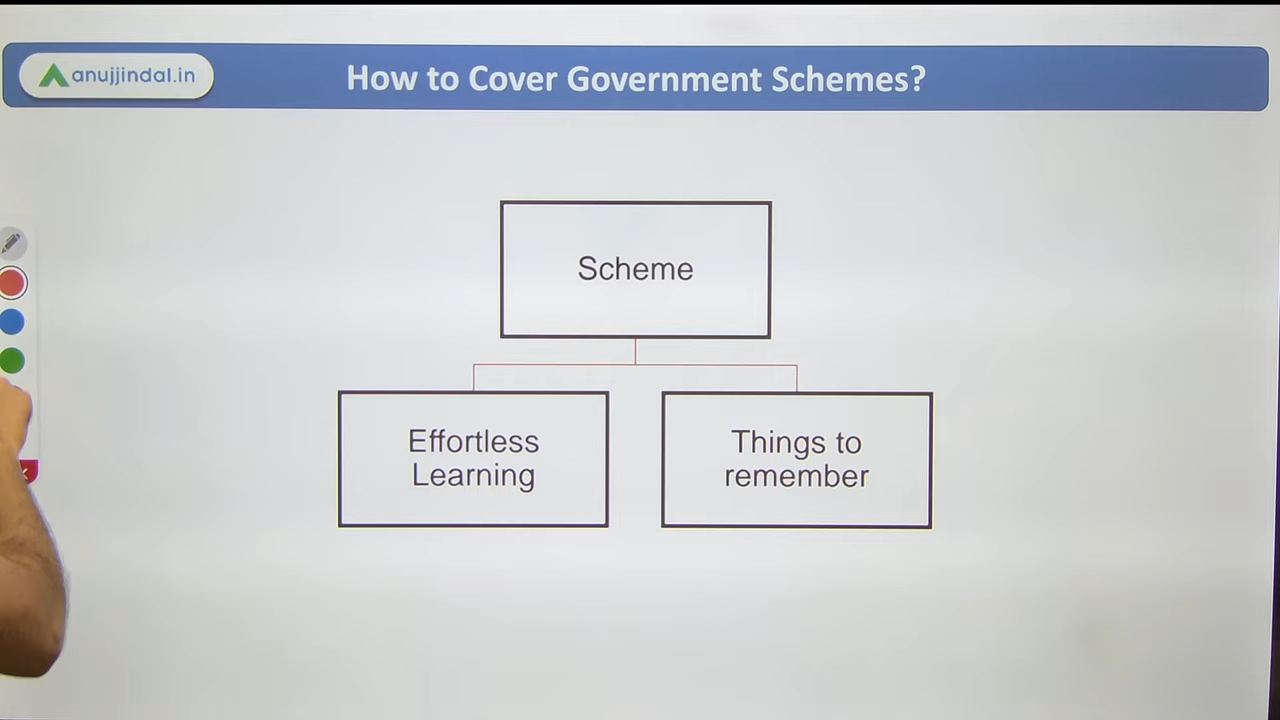 anujjindal.in
How to Cover Government Schemes?
Scheme
Effortless
Learning
Things to
remember